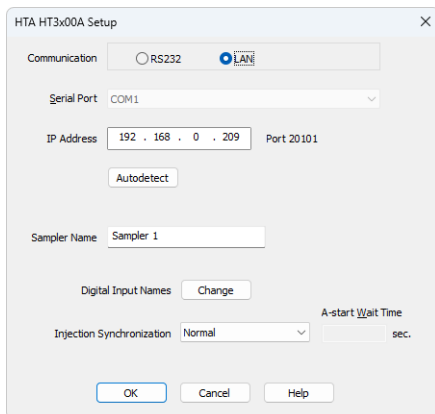 HTA HT3x00A Setup
Communication RS232 LAN
Serial Port COM1
IP Address 192 . 168 . 0 . 209 Port 20101
Autodetect
Sampler Name Sampler 1
Digital Input Names Change
A-start Wait Time
Injection Synchronization Normal sec.
OK Cancel Help